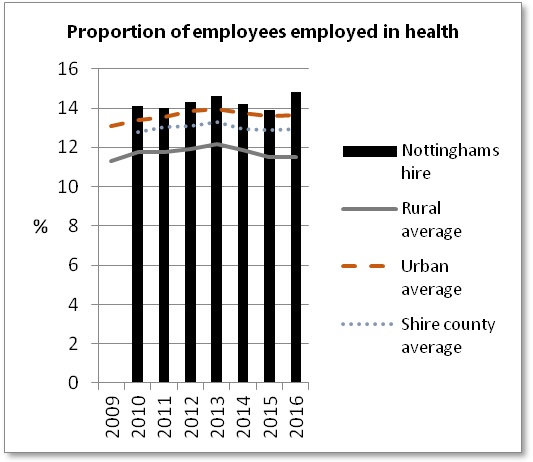 Proportion of employees employed in health
16
14
12
10
8
6
4
2
0
%
2009
2010
2011
2012
2013
2014
2015
2016
Nottinghams
hire
Rural
average
Urban
average
Shire county
average